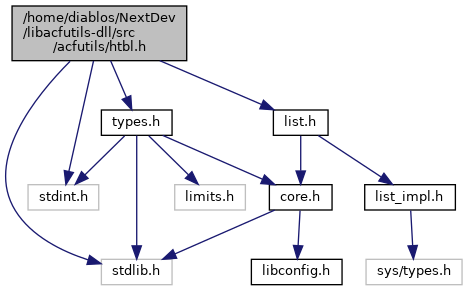 /home/diablos/NextDev
/libacfutils-dll/src
/acfutils/htbl.h
types.h
list.h
stdint.h
limits.h
core.h
list_impl.h
stdlib.h
libconfig.h
sys/types.h